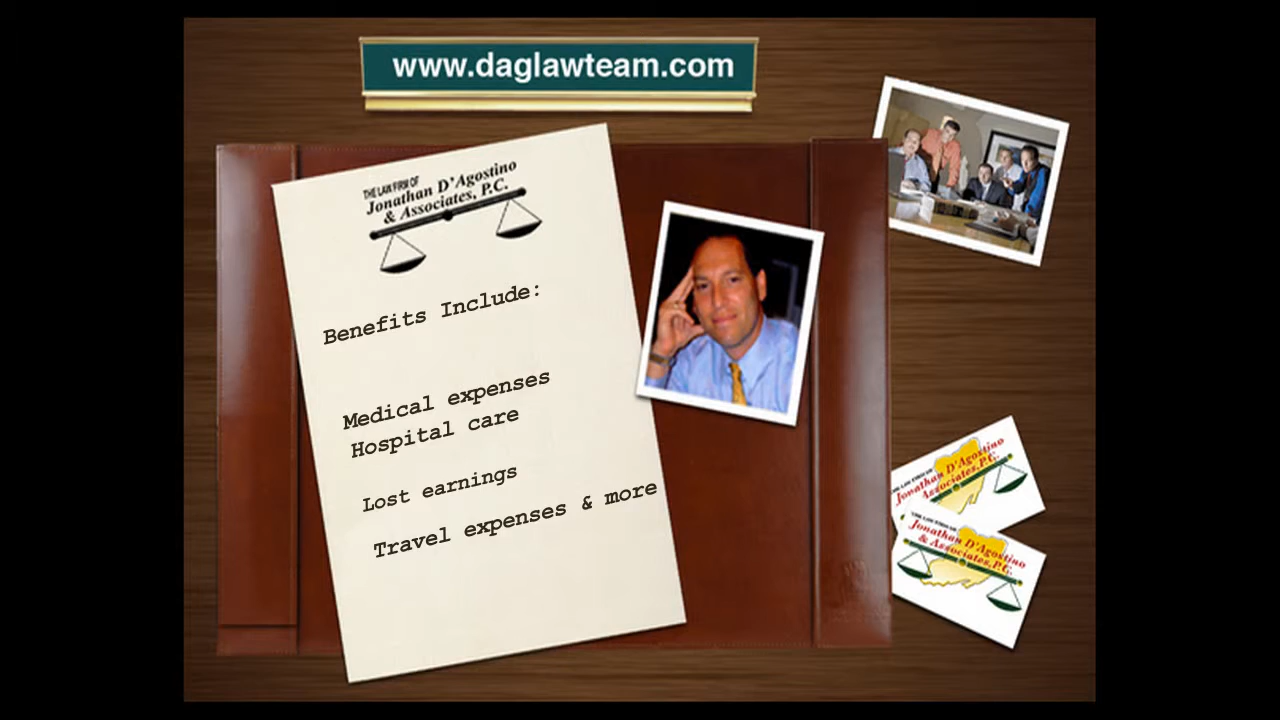 www.daglawteam.com
THE LAW FIRM OF
Jonathan D'Agostino
& Associates, P.C.
Benefits Include:
Medical expenses
Hospital care
Lost earnings
Travel expenses & more
THE LAW FIRM OF
Jonathan D'Agostino
Associates, P.C.
THE LAW FIRM OF
Jonathan D'Agostino
& Associates, P.C.